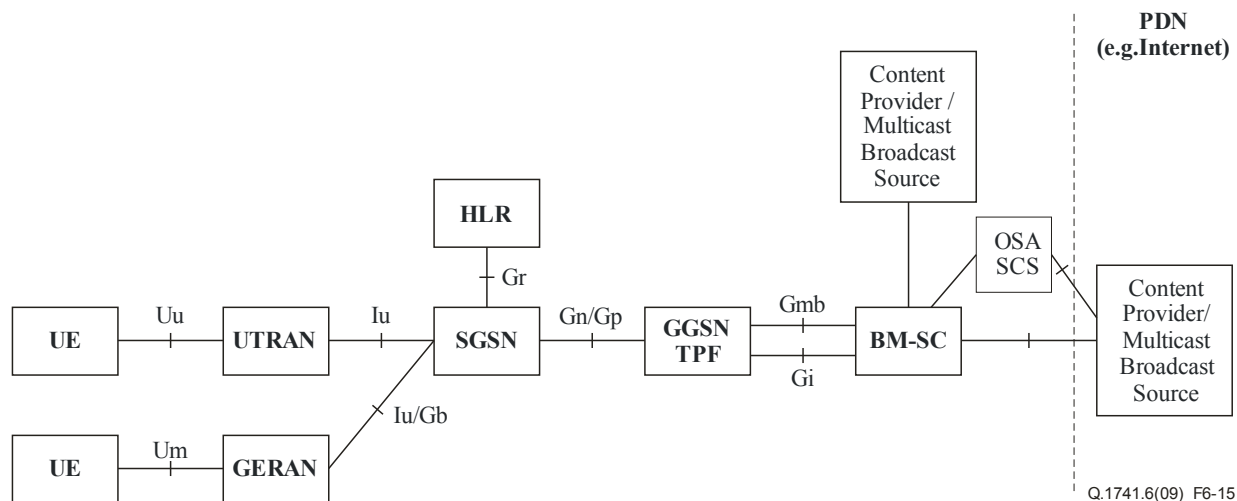 PDN
(e.g.Internet)
Content
Provider /
Multicast
Broadcast
Source
HLR
OSA
SCS
Gr
Content
Provider/
Multicast
Broadcast
Source
Uu
Iu
Gn/Gp
Gmb
UE
UTRAN
SGSN
GGSN
TPF
BM-SC
Gi
Iu/Gb
Um
UE
GERAN
Q.1741.6(09)_F6-15